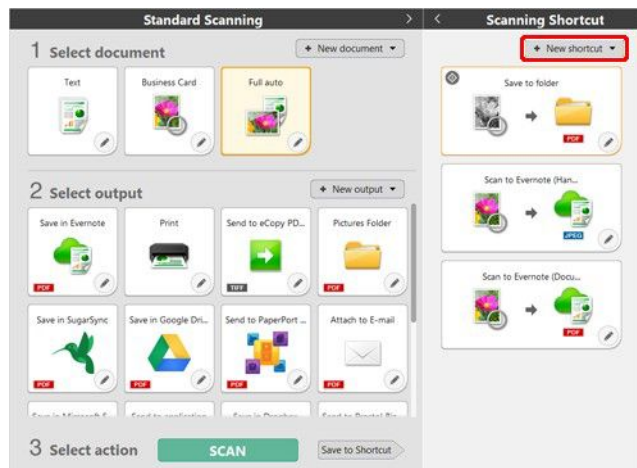 Standard Scanning
1 Select document
+ New document
Text
Business Card
Full auto
2 Select output
+ New output
Save in Evernote
Print
Send to eCopy PD...
Pictures Folder
PDF
TIFF
PDF
Save in SugarSync
Save in Google Dri...
Send to PaperPort ...
Attach to E-mail
PDF
PDF
PDF
PDF
3 Select action
SCAN
Save to Shortcut
Scanning Shortcut
+ New shortcut
Save to folder
PDF
Scan to Evernote (Han...
JPEG
Scan to Evernote (Docu...
PDF